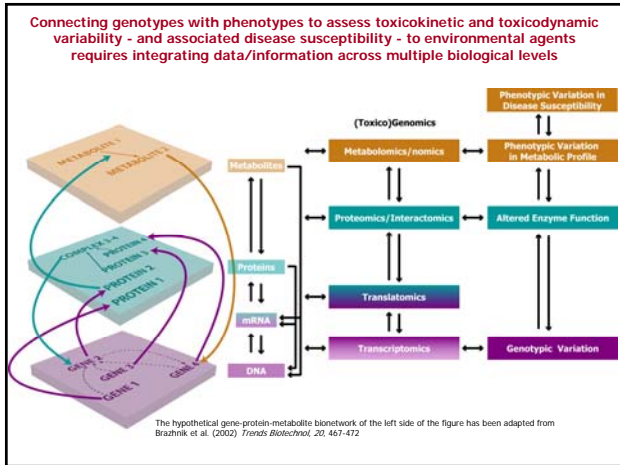 Connecting genotypes with phenotypes to assess toxicokinetic and toxicodynamic
variability - and associated disease susceptibility - to environmental agents
requires integrating data/information across multiple biological levels
METABOLITE 1
METABOLITE 2
COMPLEX 3-4
PROTEIN 4
PROTEIN 3
PROTEIN 2
PROTEIN 1
GENE 2
GENE 3
GENE 4
GENE 1
Metabolites
Proteins
mRNA
DNA
(Toxico)Genomics
Metabolomics/nomics
Proteomics/Interactomics
Translatomics
Transcriptomics
Phenotypic Variation in
Disease Susceptibility
Phenotypic Variation
in Metabolic Profile
Altered Enzyme Function
Genotypic Variation
The hypothetical gene-protein-metabolite bionetwork of the left side of the figure has been adapted from
Brazhnik et al. (2002) Trends Biotechnol, 20, 467-472